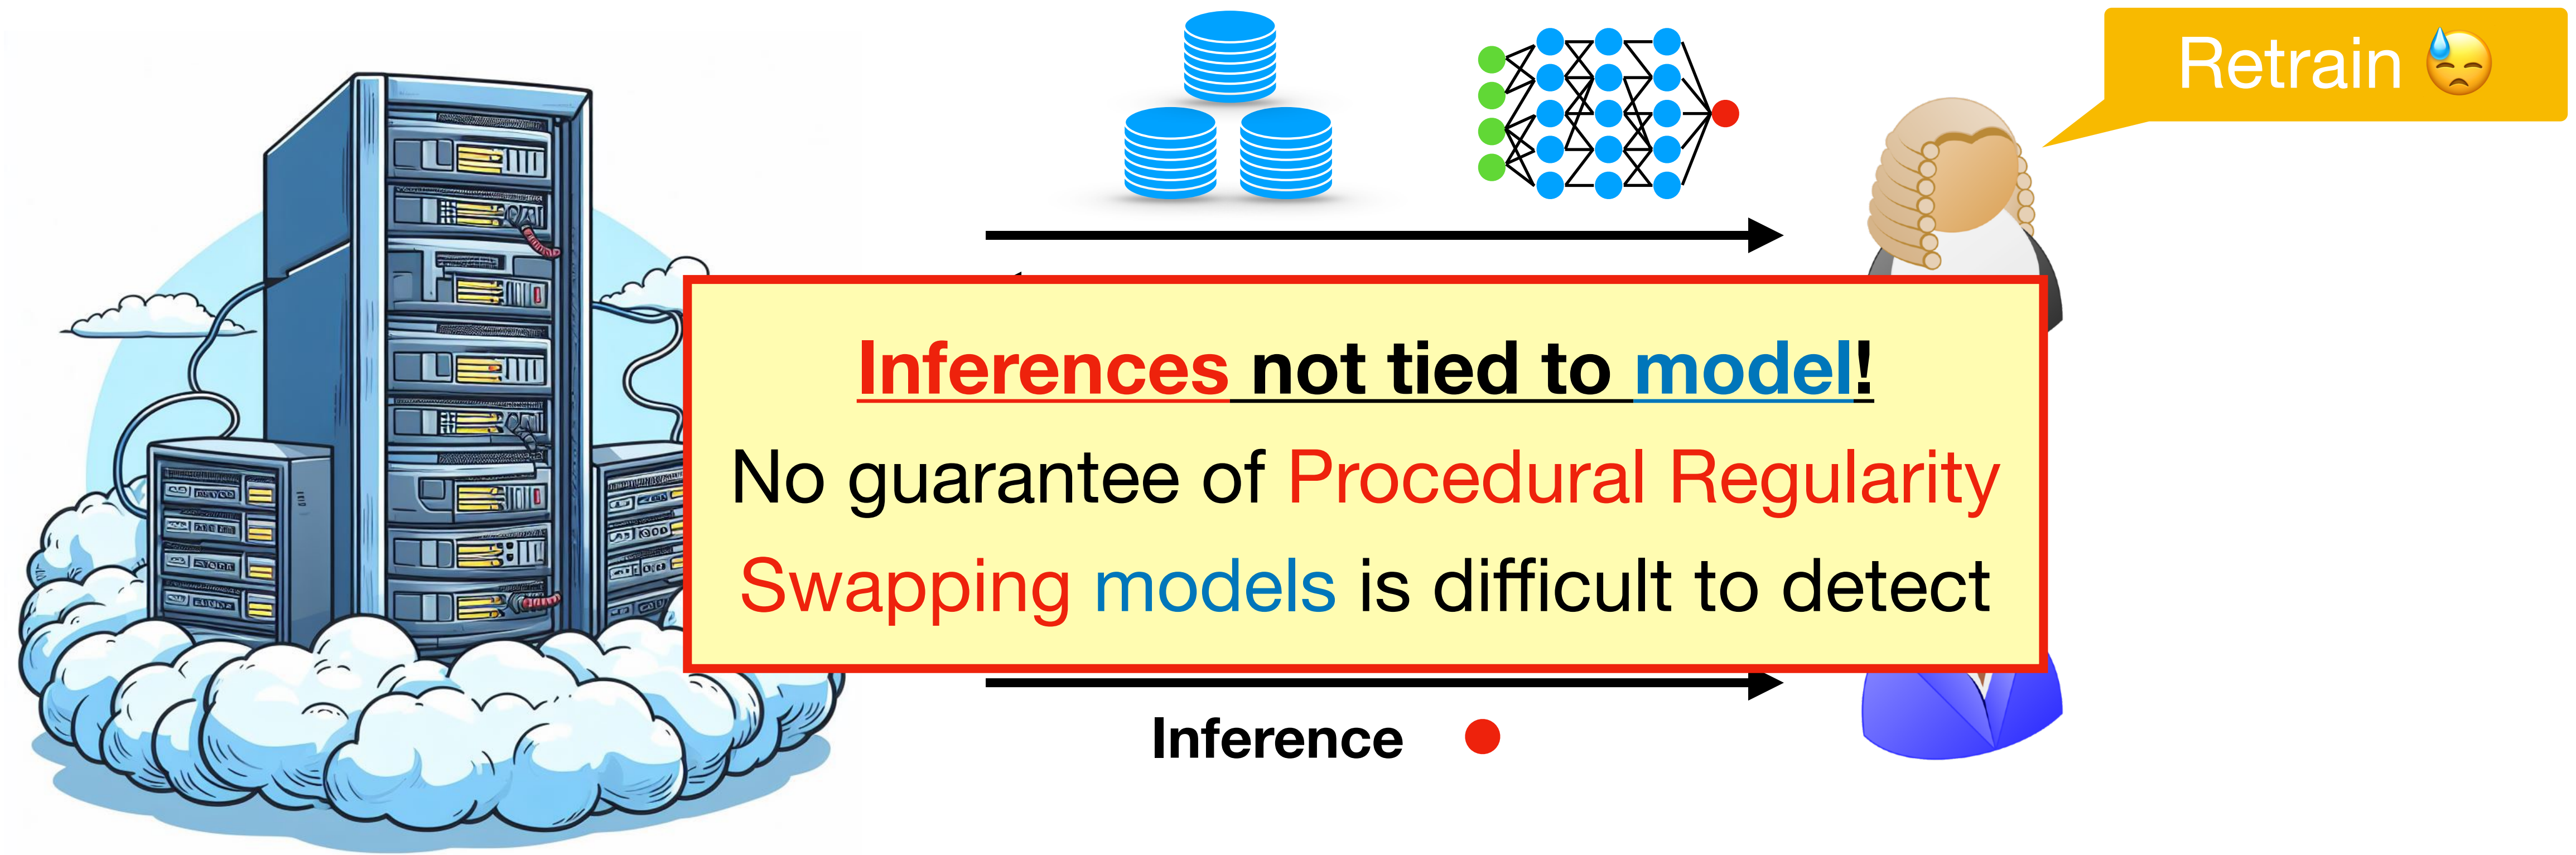 Retrain 😓
Inferences not tied to model!
No guarantee of Procedural Regularity
Swapping models is difficult to detect
Inference